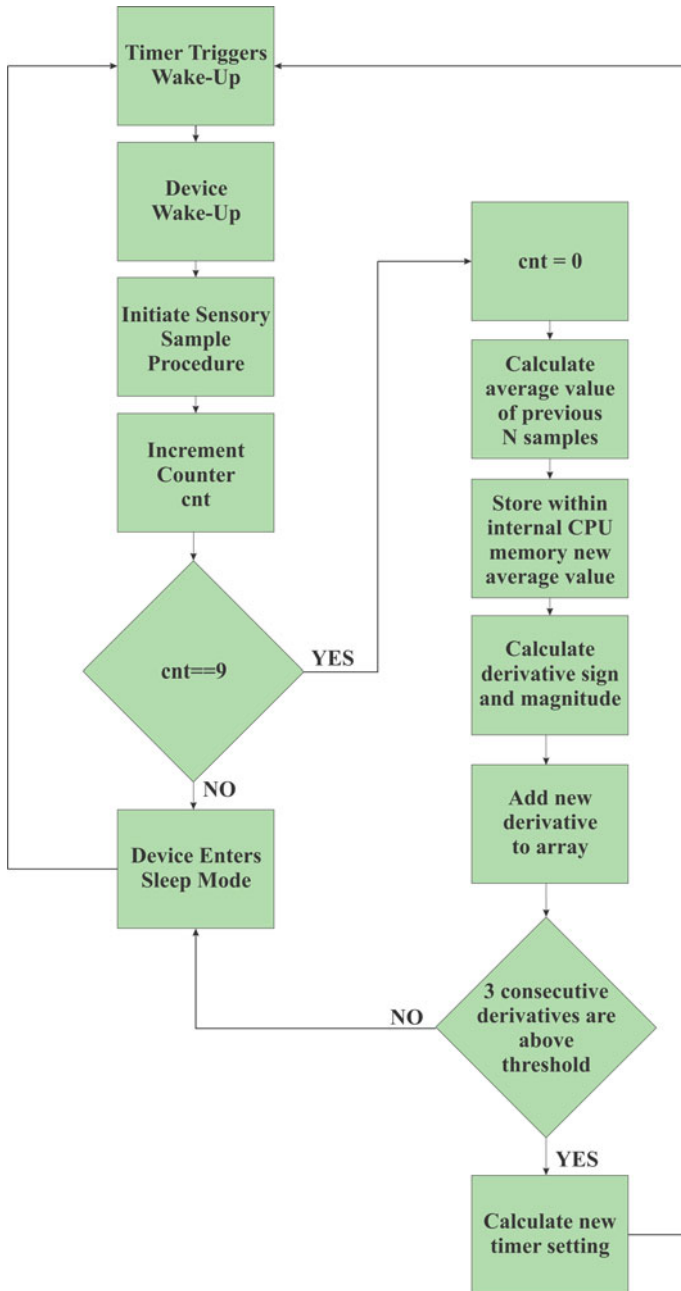 Timer Triggers
Wake-Up
Device
Wake-Up
Initiate Sensory
Sample
Procedure
Increment
Counter
cnt
cnt==9
YES
NO
Device Enters
Sleep Mode
cnt = 0
Calculate
average value
of previous
N samples
Store within
internal CPU
memory new
average value
Calculate
derivative sign
and magnitude
Add new
derivative
to array
3 consecutive
derivatives are
above
threshold
NO
YES
Calculate new
timer setting